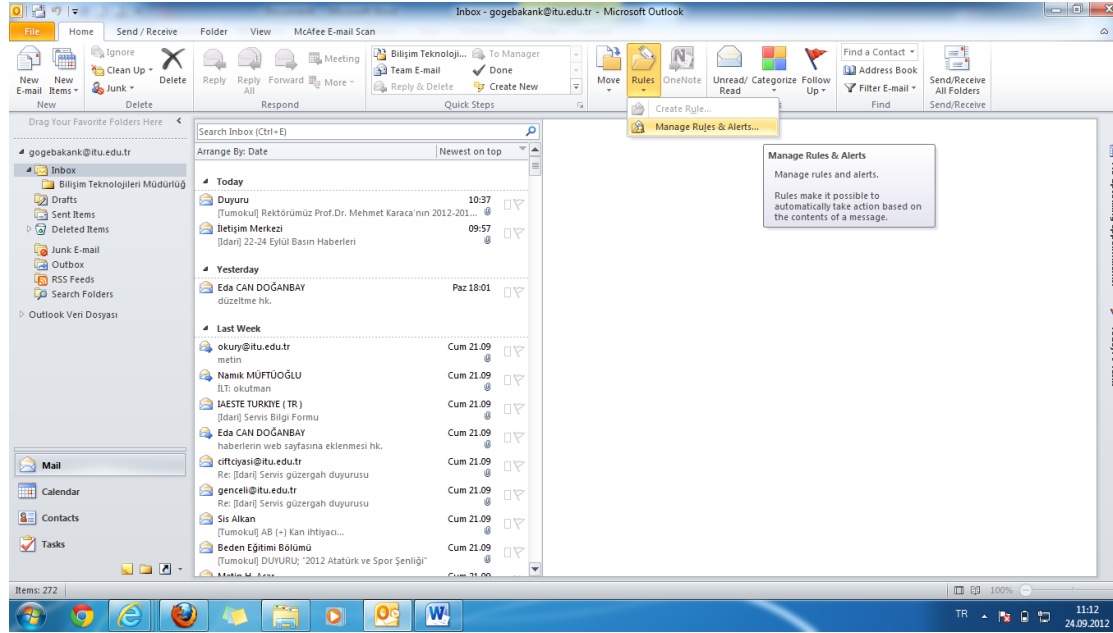 Inbox - gogebakank@itu.edu.tr - Microsoft Outlook
File Home Send / Receive Folder View McAfee E-mail Scan
New E-mail
New Items
Ignore
Clean Up
Junk
Delete
Reply
Reply All
Forward
Meeting
More
Bilişim Teknoloji...
Team E-mail
Reply & Delete
To Manager
Done
Create New
Move
Rules
OneNote
Unread/ Read
Categorize
Follow Up
Find a Contact
Address Book
Filter E-mail
Send/Receive All Folders
New Delete Respond Quick Steps Find Send/Receive
Create Rule...
Manage Rules & Alerts...
Manage Rules & Alerts
Manage rules and alerts.
Rules make it possible to
automatically take action based on
the contents of a message.
Drag Your Favorite Folders Here
gogebakank@itu.edu.tr
Inbox
Bilişim Teknolojileri Müdürlüğ
Drafts
Sent Items
Deleted Items
Junk E-mail
Outbox
RSS Feeds
Search Folders
Outlook Veri Dosyası
Mail
Calendar
Contacts
Tasks
Search Inbox (Ctrl+E)
Arrange By: Date Newest on top
Today
Duyuru 10:37
[Tumokul] Rektörümüz Prof.Dr. Mehmet Karaca'nın 2012-201...
İletişim Merkezi 09:57
[Idari] 22-24 Eylül Basın Haberleri
Yesterday
Eda CAN DOĞANBAY Paz 18:01
düzeltme hk.
Last Week
okury@itu.edu.tr Cum 21.09
metin
Namık MÜFTÜOĞLU Cum 21.09
ILT: okutman
IAESTE TURKIYE ( TR ) Cum 21.09
[Idari] Servis Bilgi Formu
Eda CAN DOĞANBAY Cum 21.09
haberlerin web sayfasına eklenmesi hk.
ciftciyasi@itu.edu.tr Cum 21.09
Re: [Idari] Servis güzergah duyurusu
genceli@itu.edu.tr Cum 21.09
Re: [Idari] Servis güzergah duyurusu
Sis Alkan Cum 21.09
[Tumokul] AB (+) Kan ihtiyacı...
Beden Eğitimi Bölümü Cum 21.09
[Tumokul] DUYURU; "2012 Atatürk ve Spor Şenliği"
Metin H. Acar Cum 21.09
Items: 272 100%
TR 11:12
24.09.2012